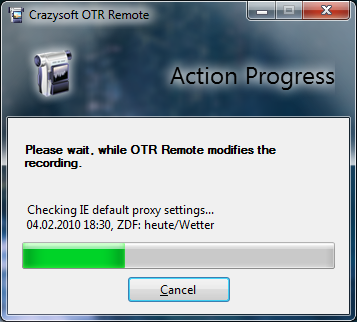 Crazysoft OTR Remote
Action Progress
Please wait, while OTR Remote modifies the
recording.
Checking IE default proxy settings...
04.02.2010 18:30, ZDF: heute/Wetter
Cancel